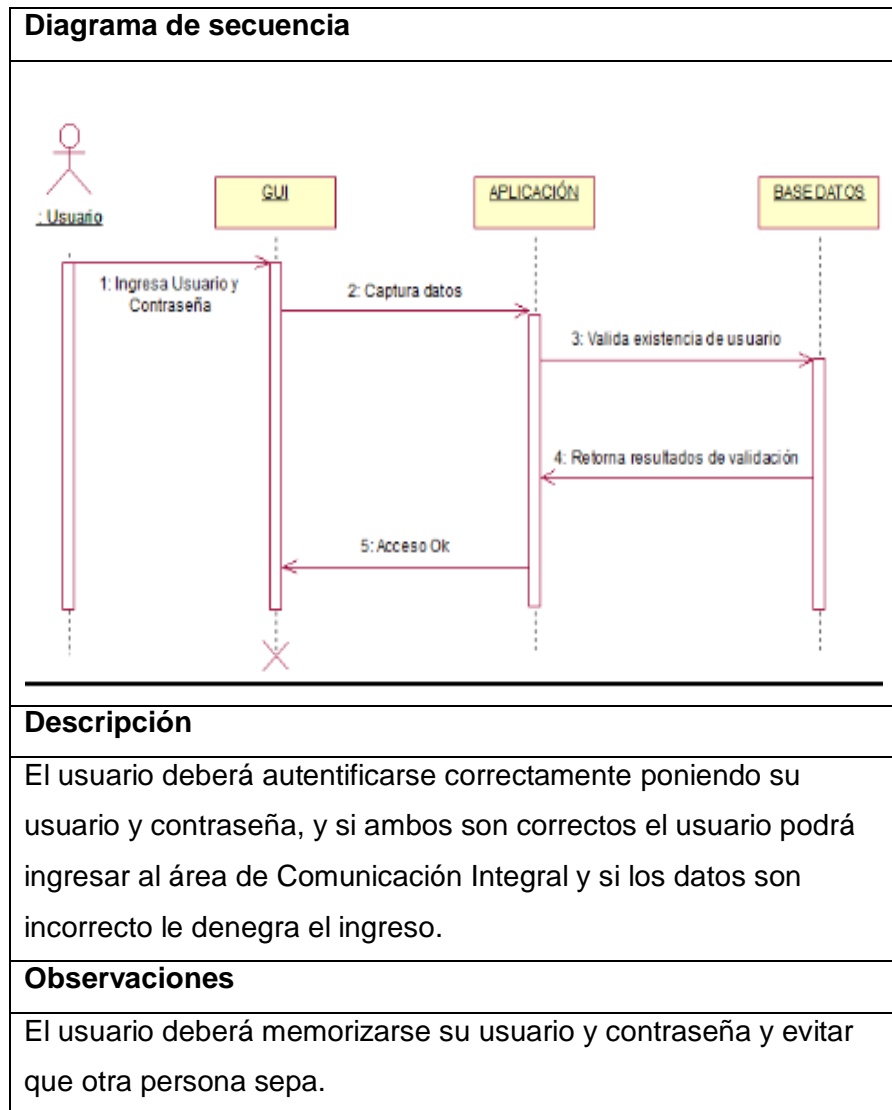 Diagrama de secuencia
: Usuario
GUI
APLICACIÓN
BASE DATOS
1: Ingresa Usuario y
Contraseña
2: Captura datos
3: Valida existencia de usuario
4: Retorna resultados de validación
5: Acceso Ok
Descripción
El usuario deberá autentificarse correctamente poniendo su
usuario y contraseña, y si ambos son correctos el usuario podrá
ingresar al área de Comunicación Integral y si los datos son
incorrecto le denegra el ingreso.
Observaciones
El usuario deberá memorizarse su usuario y contraseña y evitar
que otra persona sepa.